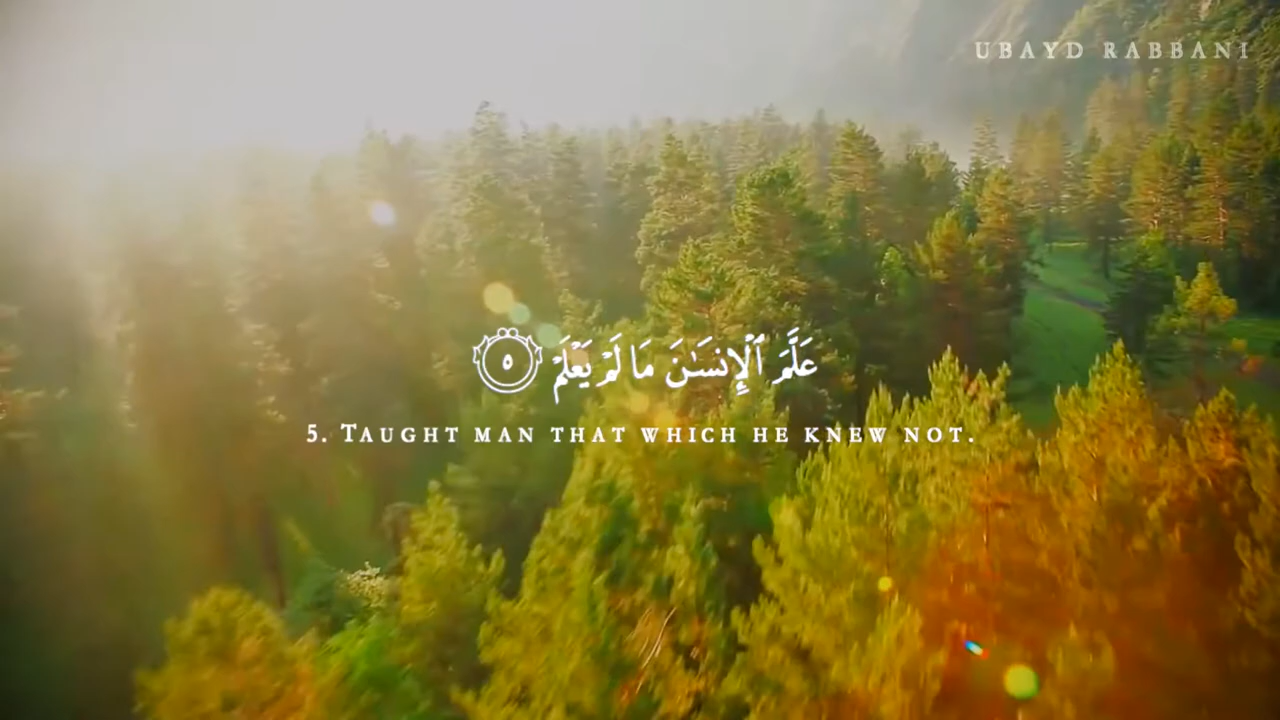 UBAYD RABBANI
عَلَّمَ ٱلْإِنسَـٰنَ مَا لَمْ يَعْلَمْ ٥
5. Taught man that which he knew not.